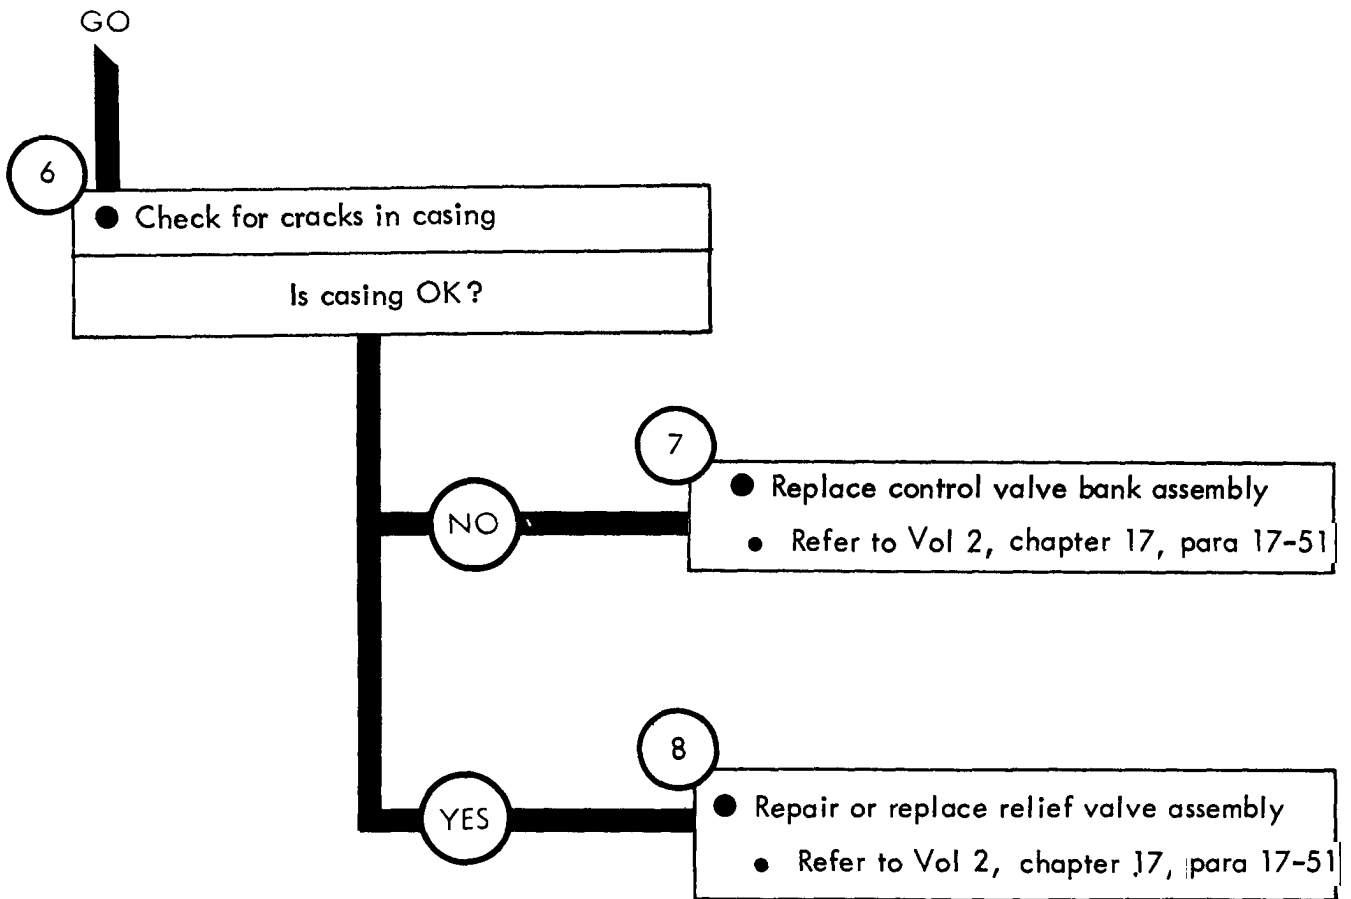 GO
6
● Check for cracks in casing
Is casing OK?
7
NO
● Replace control valve bank assembly
● Refer to Vol 2, chapter 17, para 17-51
8
YES
● Repair or replace relief valve assembly
● Refer to Vol 2, chapter 17, para 17-51